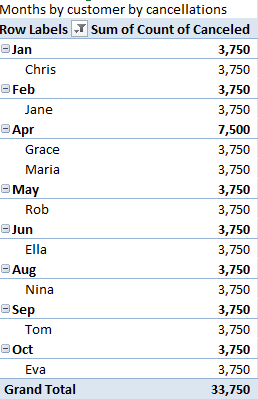 Months by customer by cancellations
Row Labels Sum of Count of Canceled
Jan 3,750
Chris 3,750
Feb 3,750
Jane 3,750
Apr 7,500
Grace 3,750
Maria 3,750
May 3,750
Rob 3,750
Jun 3,750
Ella 3,750
Aug 3,750
Nina 3,750
Sep 3,750
Tom 3,750
Oct 3,750
Eva 3,750
Grand Total 33,750